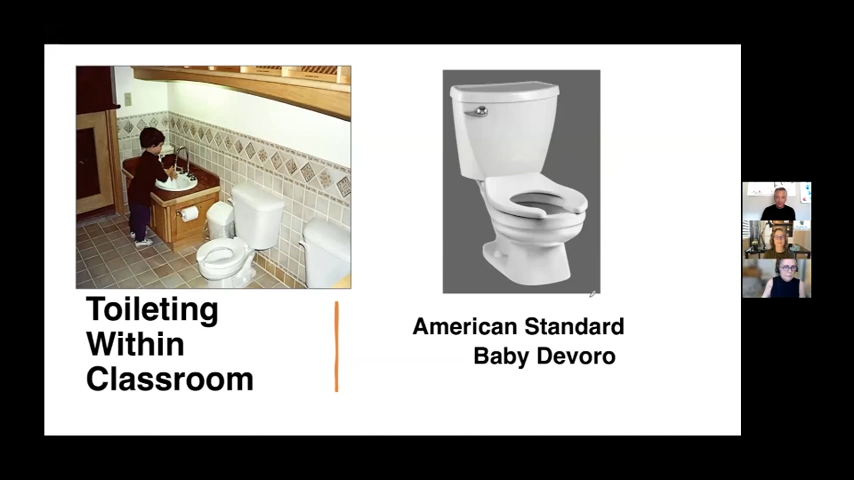 Toileting
Within
Classroom
American Standard
Baby Devoro